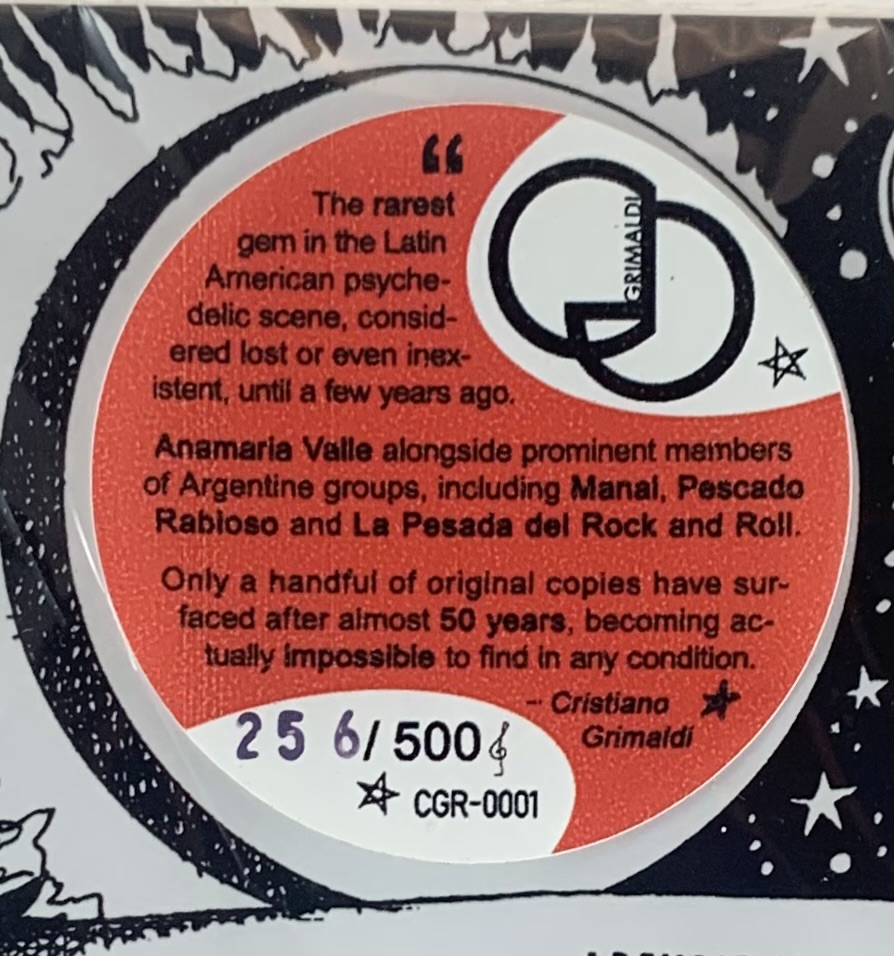 “
The rarest
gem in the Latin
American psyche-
delic scene, consid-
ered lost or even inex-
istent, until a few years ago.
GRIMALDI
Anamaria Valle alongside prominent members
of Argentine groups, including Manal, Pescado
Rabioso and La Pesada del Rock and Roll.
Only a handful of original copies have sur-
faced after almost 50 years, becoming ac-
tually impossible to find in any condition.
-- Cristiano
Grimaldi
256/500
CGR-0001